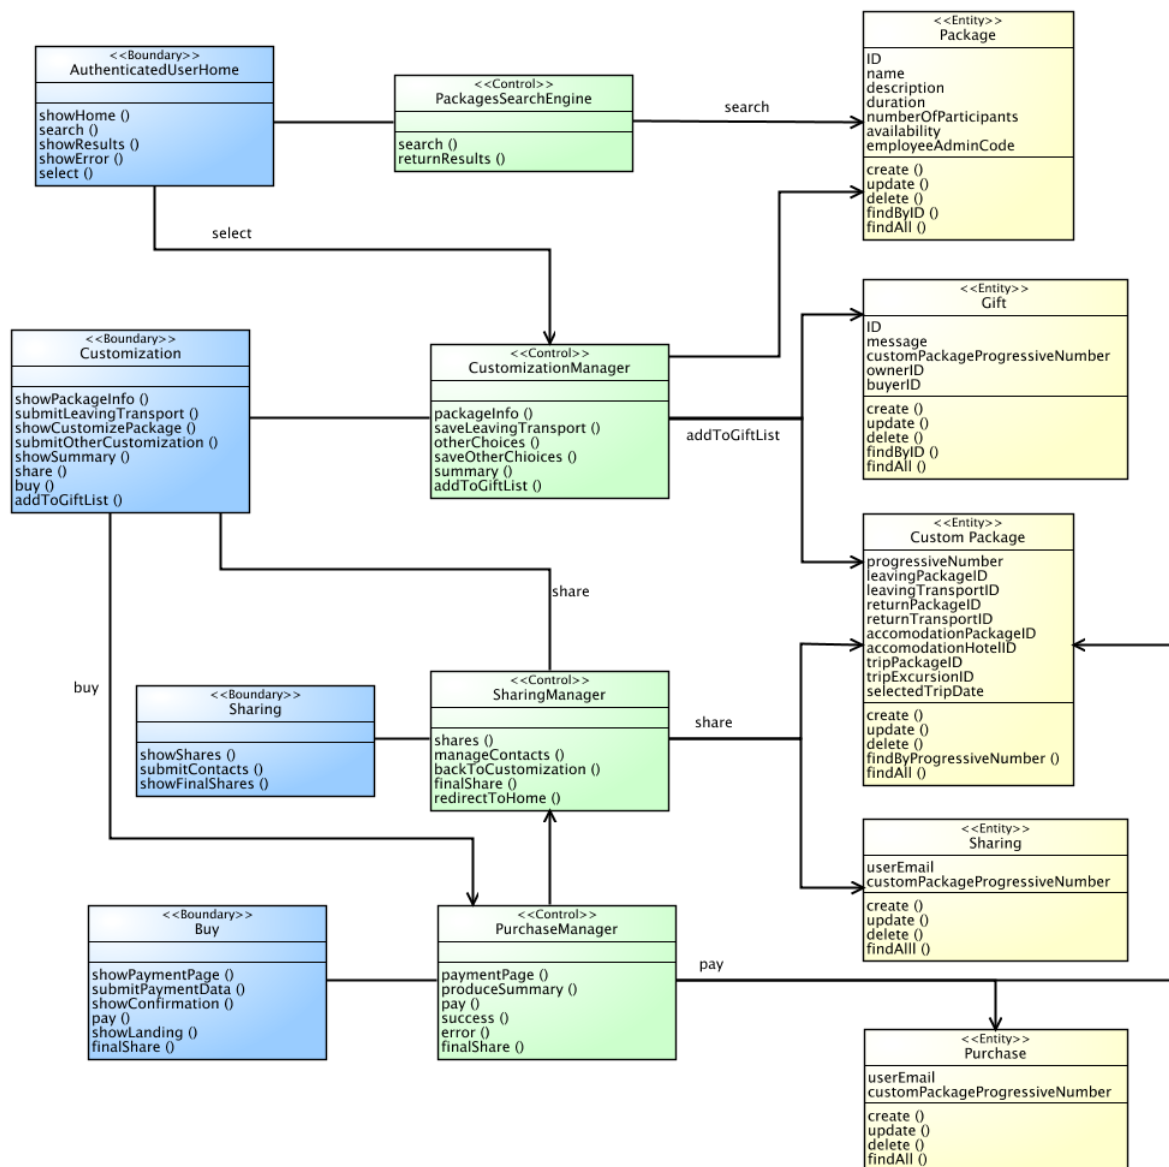 <<Boundary>>
AuthenticatedUserHome
showHome ()
search ()
showResults ()
showError ()
select ()
<<Control>>
PackagesSearchEngine
search ()
returnResults ()
search
<<Entity>>
Package
ID
name
description
duration
numberOfParticipants
availability
employeeAdminCode
create ()
update ()
delete ()
findByID ()
findAll ()
select
<<Boundary>>
Customization
showPackageInfo ()
submitLeavingTransport ()
showCustomizePackage ()
submitOtherCustomization ()
showSummary ()
share ()
buy ()
addToGiftList ()
<<Control>>
CustomizationManager
packageInfo ()
saveLeavingTransport ()
otherChoices ()
saveOtherChioices ()
summary ()
addToGiftList ()
addToGiftList
<<Entity>>
Gift
ID
message
customPackageProgressiveNumber
ownerID
buyerID
create ()
update ()
delete ()
findByID ()
findAll ()
<<Entity>>
Custom Package
progressiveNumber
leavingPackageID
leavingTransportID
returnPackageID
returnTransportID
accomodationPackageID
accomodationHotelID
tripPackageID
tripExcursionID
selectedTripDate
create ()
update ()
delete ()
findByProgressiveNumber ()
findAll ()
share
buy
<<Boundary>>
Sharing
showShares ()
submitContacts ()
showFinalShares ()
<<Control>>
SharingManager
shares ()
manageContacts ()
backToCustomization ()
finalShare ()
redirectToHome ()
share
<<Entity>>
Sharing
userEmail
customPackageProgressiveNumber
create ()
update ()
delete ()
findAlll ()
<<Boundary>>
Buy
showPaymentPage ()
submitPaymentData ()
showConfirmation ()
pay ()
showLanding ()
finalShare ()
<<Control>>
PurchaseManager
paymentPage ()
produceSummary ()
pay ()
success ()
error ()
finalShare ()
pay
<<Entity>>
Purchase
userEmail
customPackageProgressiveNumber
create ()
update ()
delete ()
findAll ()